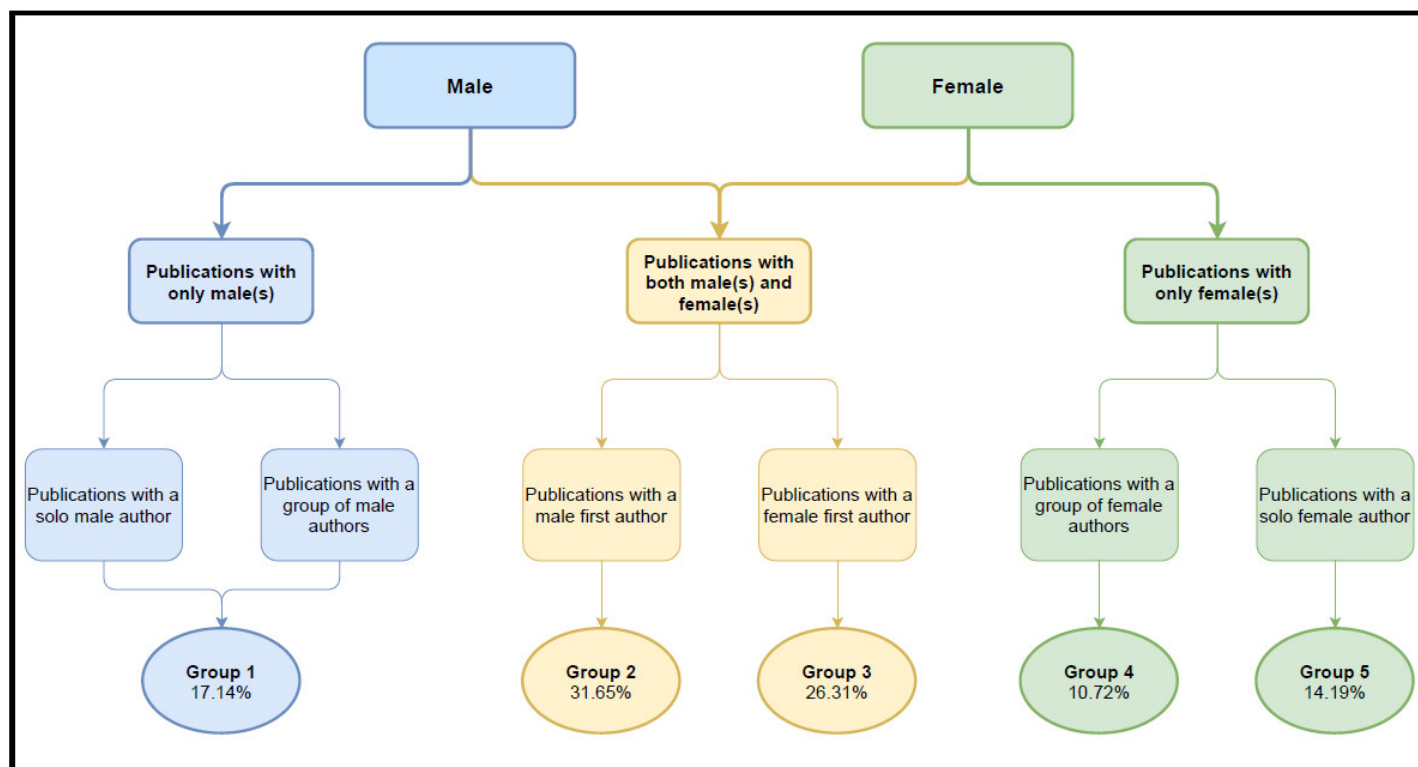 Male
Female
Publications with
only male(s)
Publications with
both male(s) and
female(s)
Publications with
only female(s)
Publications with a
solo male author
Publications with a
group of male
authors
Publications with a
male first author
Publications with a
female first author
Publications with a
group of female
authors
Publications with a
solo female author
Group 1
17.14%
Group 2
31.65%
Group 3
26.31%
Group 4
10.72%
Group 5
14.19%